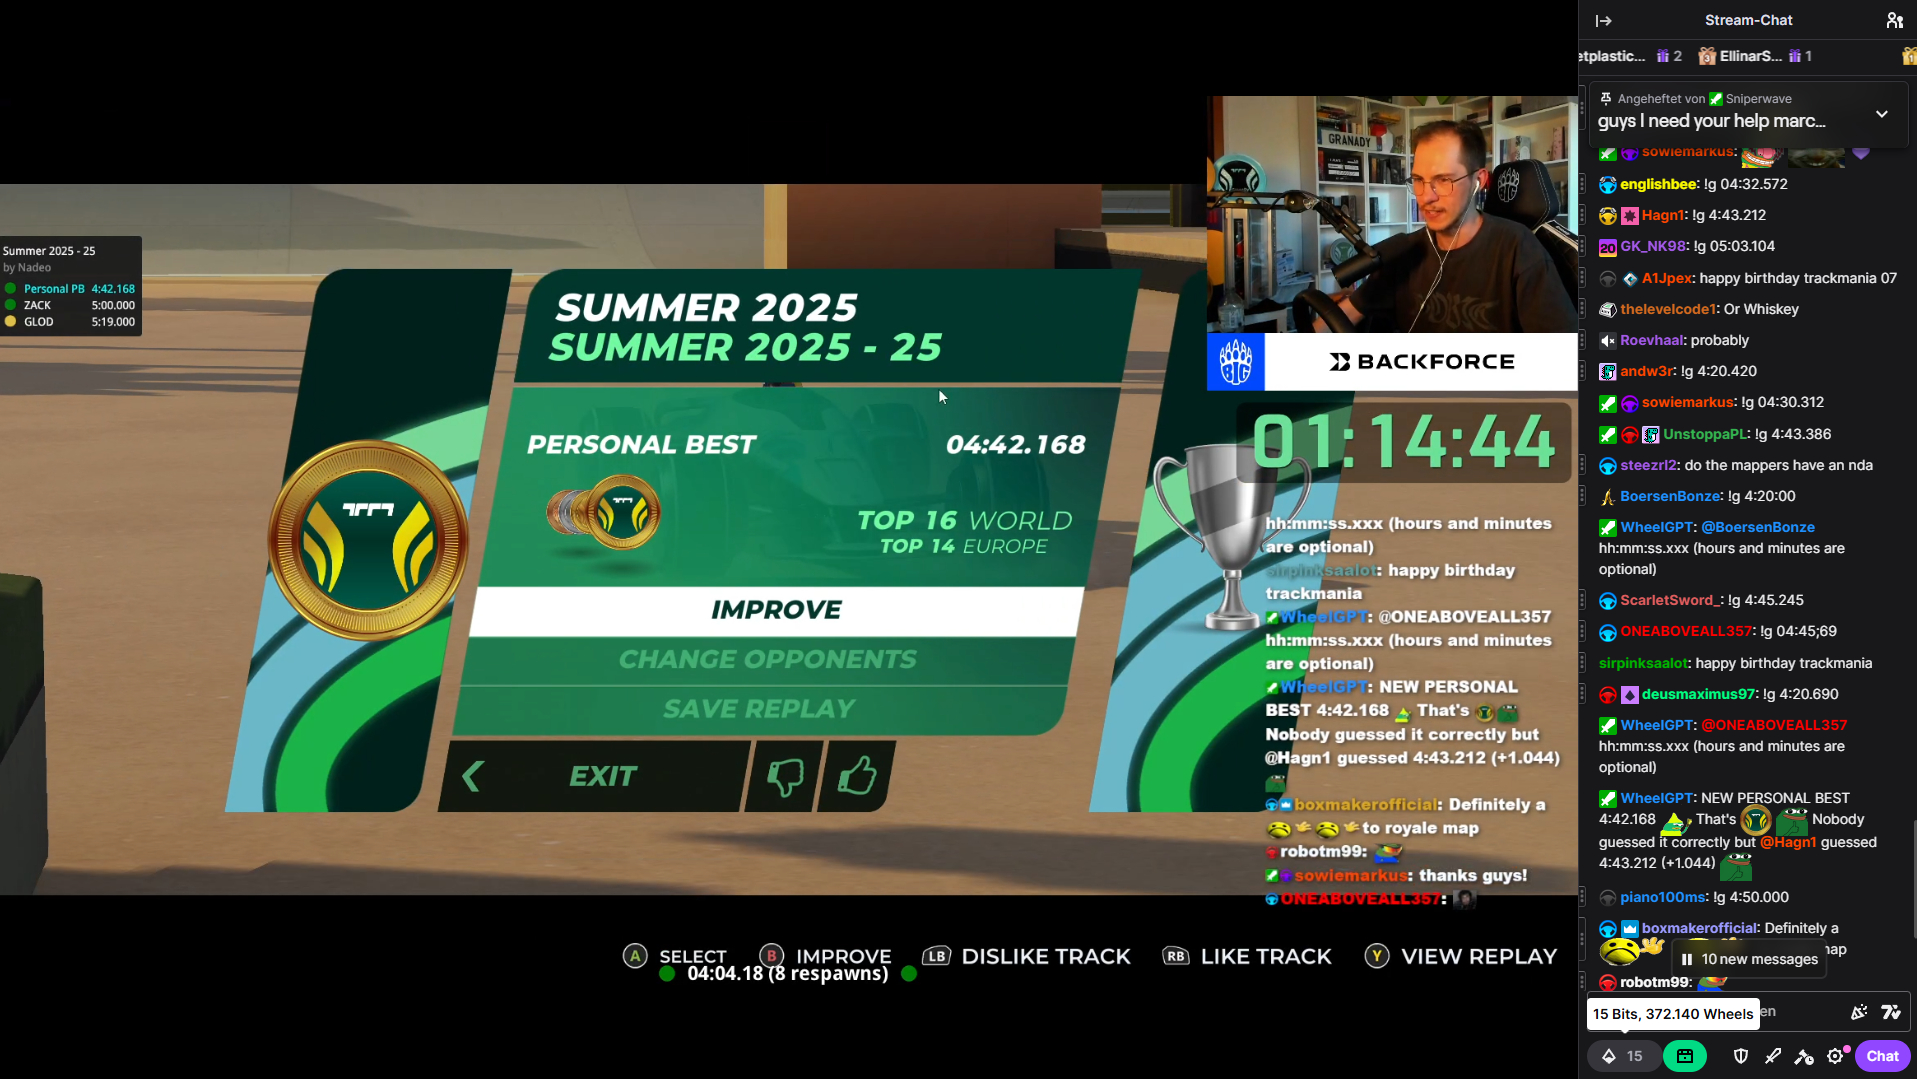 Summer 2025 - 25
by Nadeo
Personal PB 4:42.168
ZACK 5:00.000
GLOD 5:19.000
SUMMER 2025
SUMMER 2025 - 25
PERSONAL BEST 04:42.168
TOP 16 WORLD
TOP 14 EUROPE
IMPROVE
CHANGE OPPONENTS
SAVE REPLAY
EXIT
A SELECT B IMPROVE LB DISLIKE TRACK RB LIKE TRACK Y VIEW REPLAY
04:04.18 (8 respawns)
GRANADY
BIG
BACKFORCE
01:14:44
hh:mm:ss.xxx (hours and minutes
are optional)
sirpinksaalot: happy birthday
trackmania
WheelGPT: @ONEABOVEALL357
hh:mm:ss.xxx (hours and minutes
are optional)
WheelGPT: NEW PERSONAL
BEST 4:42.168 That's
Nobody guessed it correctly but
@Hagn1 guessed 4:43.212 (+1.044)
boxmakerofficial: Definitely a
to royale map
robotm99:
sowiemarkus: thanks guys!
ONEABOVEALL357:
Stream-Chat
etplastic... 2 EllinarS... 1
Angeheftet von Sniperwave
guys I need your help marc...
sowiemarkus:
englishbee: !g 04:32.572
Hagn1: !g 4:43.212
20 GK_NK98: !g 05:03.104
A1Jpex: happy birthday trackmania 07
thelevelcode1: Or Whiskey
Roevhaal: probably
andw3r: !g 4:20.420
sowiemarkus: !g 04:30.312
UnstoppaPL: !g 4:43.386
steezrl2: do the mappers have an nda
BoersenBonze: !g 4:20:00
WheelGPT: @BoersenBonze
hh:mm:ss.xxx (hours and minutes are
optional)
ScarletSword_: !g 4:45.245
ONEABOVEALL357: !g 04:45;69
sirpinksaalot: happy birthday trackmania
deusmaximus97: !g 4:20.690
WheelGPT: @ONEABOVEALL357
hh:mm:ss.xxx (hours and minutes are
optional)
WheelGPT: NEW PERSONAL BEST
4:42.168 That's Nobody
guessed it correctly but @Hagn1 guessed
4:43.212 (+1.044)
piano100ms: !g 4:50.000
boxmakerofficial: Definitely a
map
10 new messages
robotm99:
15 Bits, 372.140 Wheels
en
15
Chat